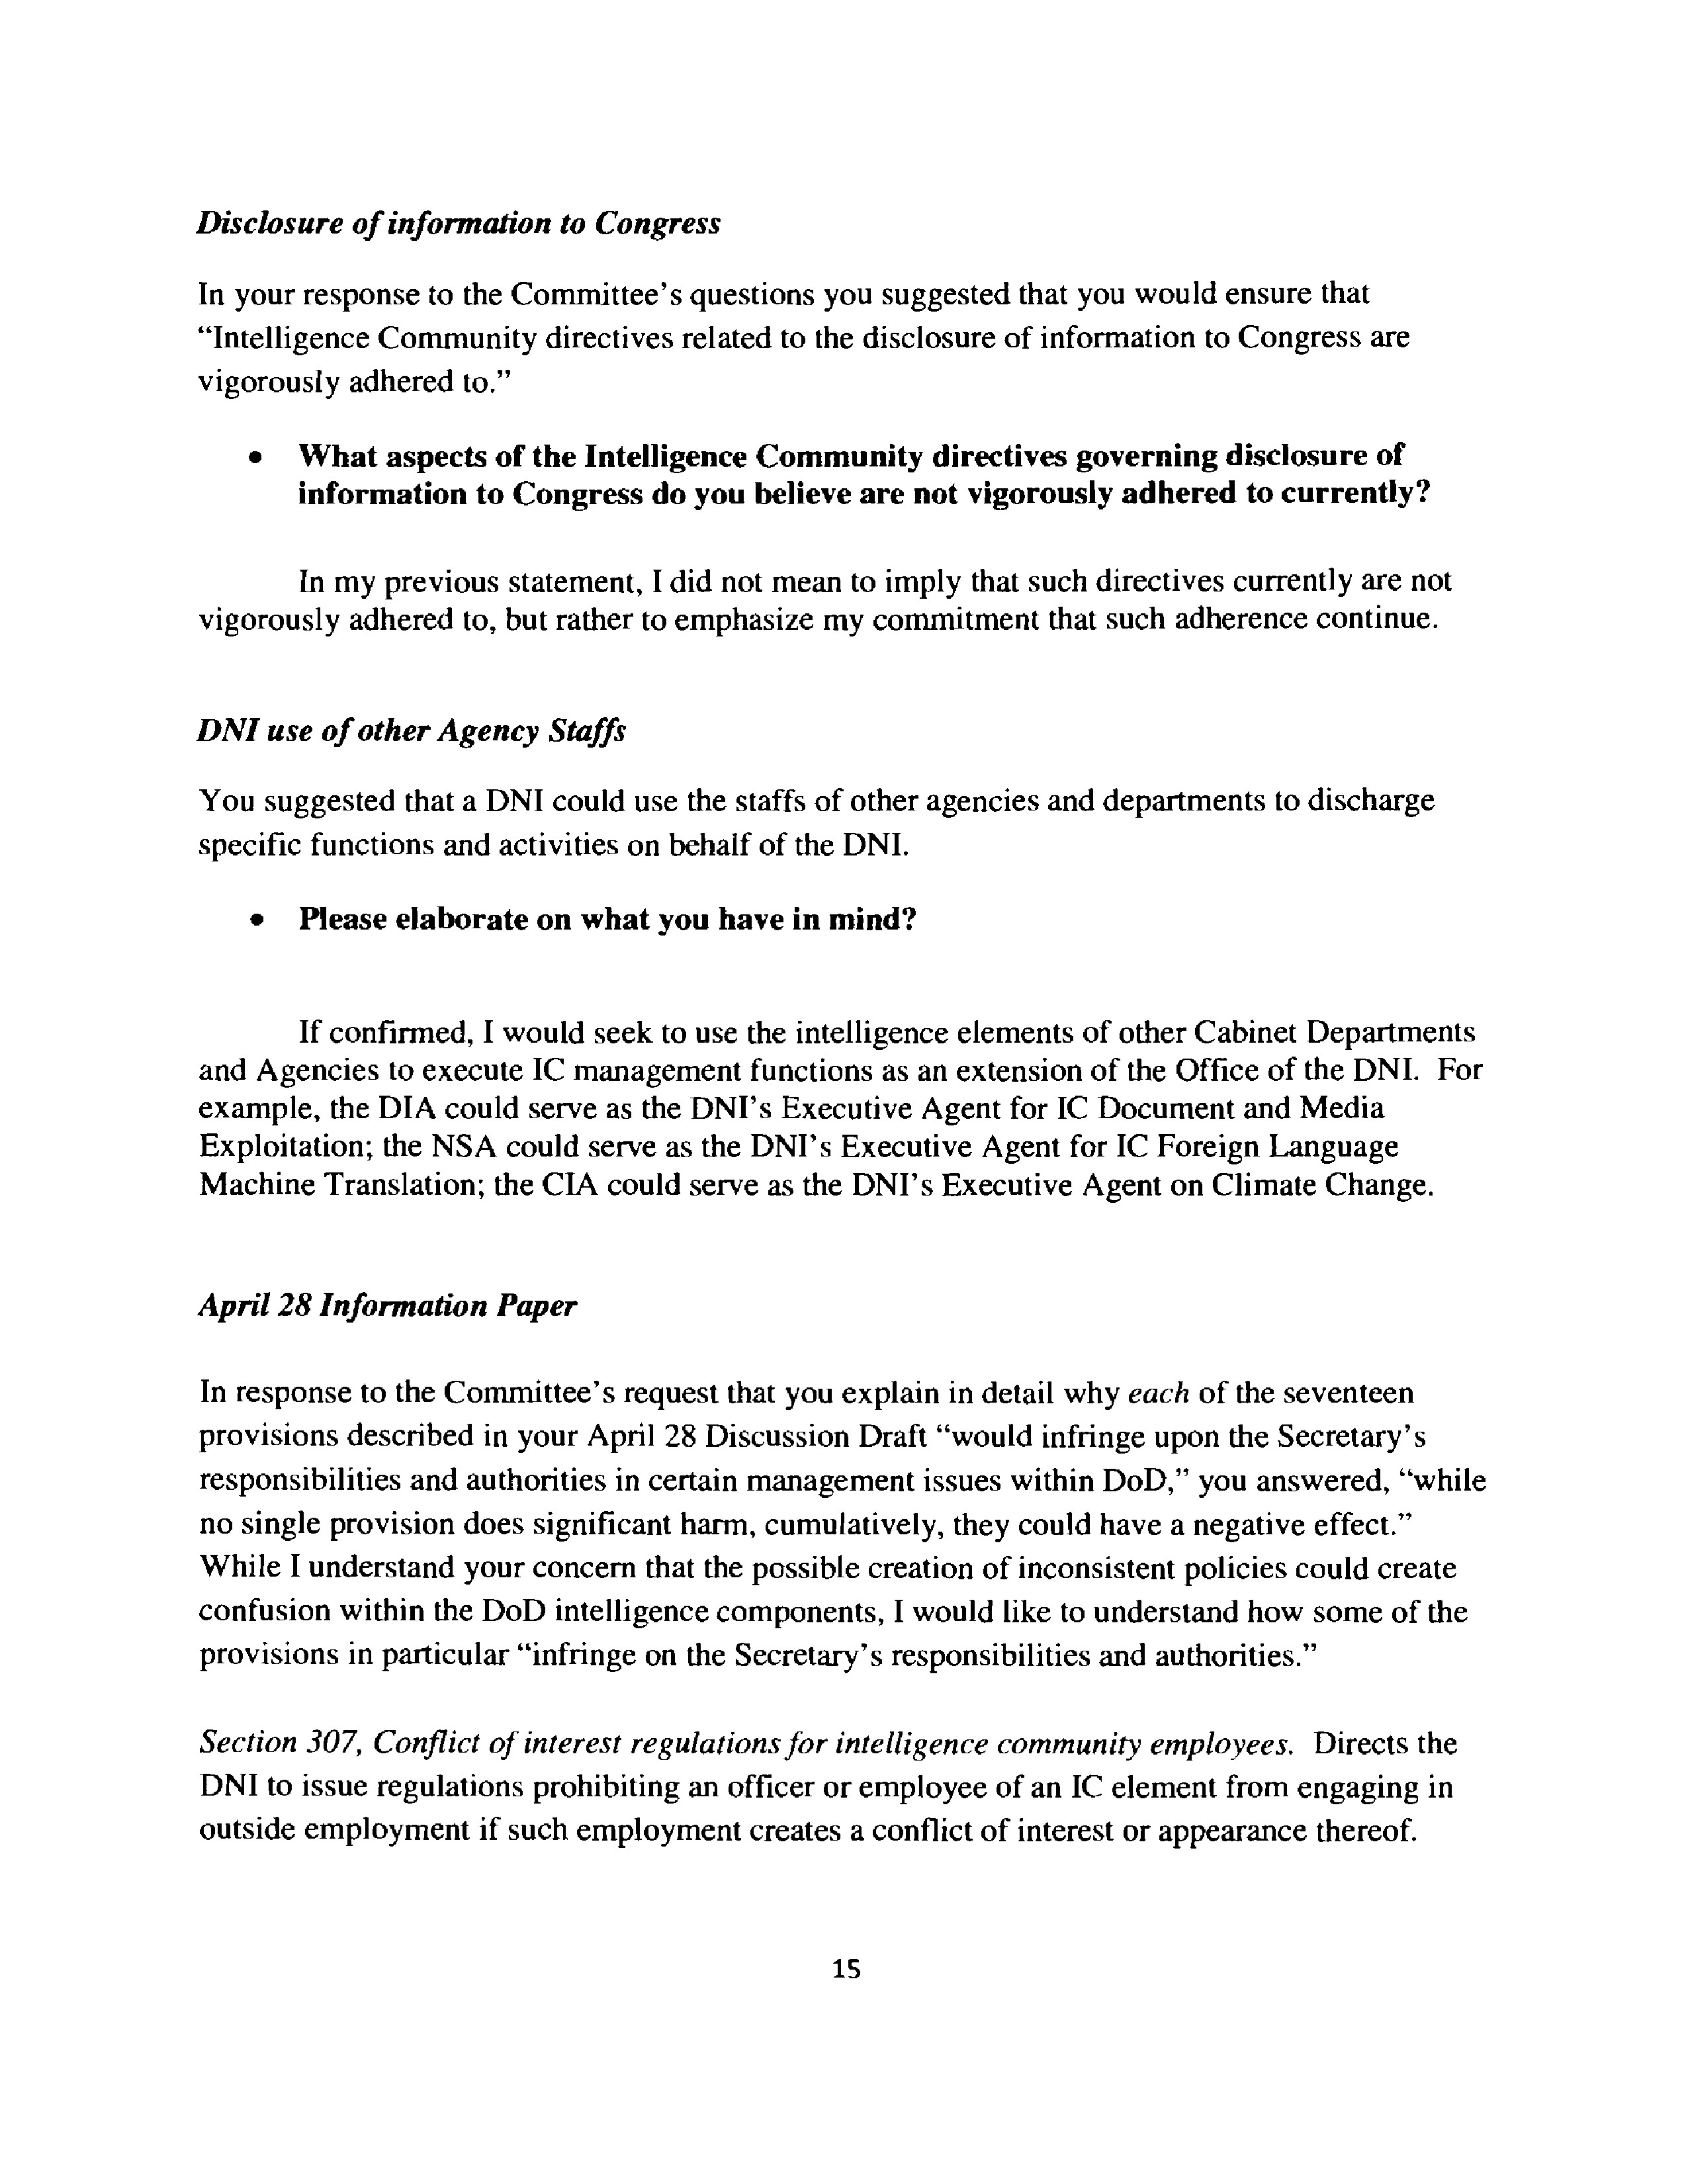 Disclosure of information to Congress
In your response to the Committee's questions you suggested that you would ensure that
“Intelligence Community directives related to the disclosure of information to Congress are
vigorously adhered to.”
• What aspects of the Intelligence Community directives governing disclosure of
information to Congress do you believe are not vigorously adhered to currently?
In my previous statement, I did not mean to imply that such directives currently are not
vigorously adhered to, but rather to emphasize my commitment that such adherence continue.
DNI use of other Agency Staffs
You suggested that a DNI could use the staffs of other agencies and departments to discharge
specific functions and activities on behalf of the DNI.
• Please elaborate on what you have in mind?
If confirmed, I would seek to use the intelligence elements of other Cabinet Departments
and Agencies to execute IC management functions as an extension of the Office of the DNI. For
example, the DIA could serve as the DNI's Executive Agent for IC Document and Media
Exploitation; the NSA could serve as the DNI's Executive Agent for IC Foreign Language
Machine Translation; the CIA could serve as the DNI's Executive Agent on Climate Change.
April 28 Information Paper
In response to the Committee's request that you explain in detail why each of the seventeen
provisions described in your April 28 Discussion Draft “would infringe upon the Secretary's
responsibilities and authorities in certain management issues within DoD,” you answered, “while
no single provision does significant harm, cumulatively, they could have a negative effect.”
While I understand your concern that the possible creation of inconsistent policies could create
confusion within the DoD intelligence components, I would like to understand how some of the
provisions in particular “infringe on the Secretary's responsibilities and authorities.”
Section 307, Conflict of interest regulations for intelligence community employees. Directs the
DNI to issue regulations prohibiting an officer or employee of an IC element from engaging in
outside employment if such employment creates a conflict of interest or appearance thereof.
15